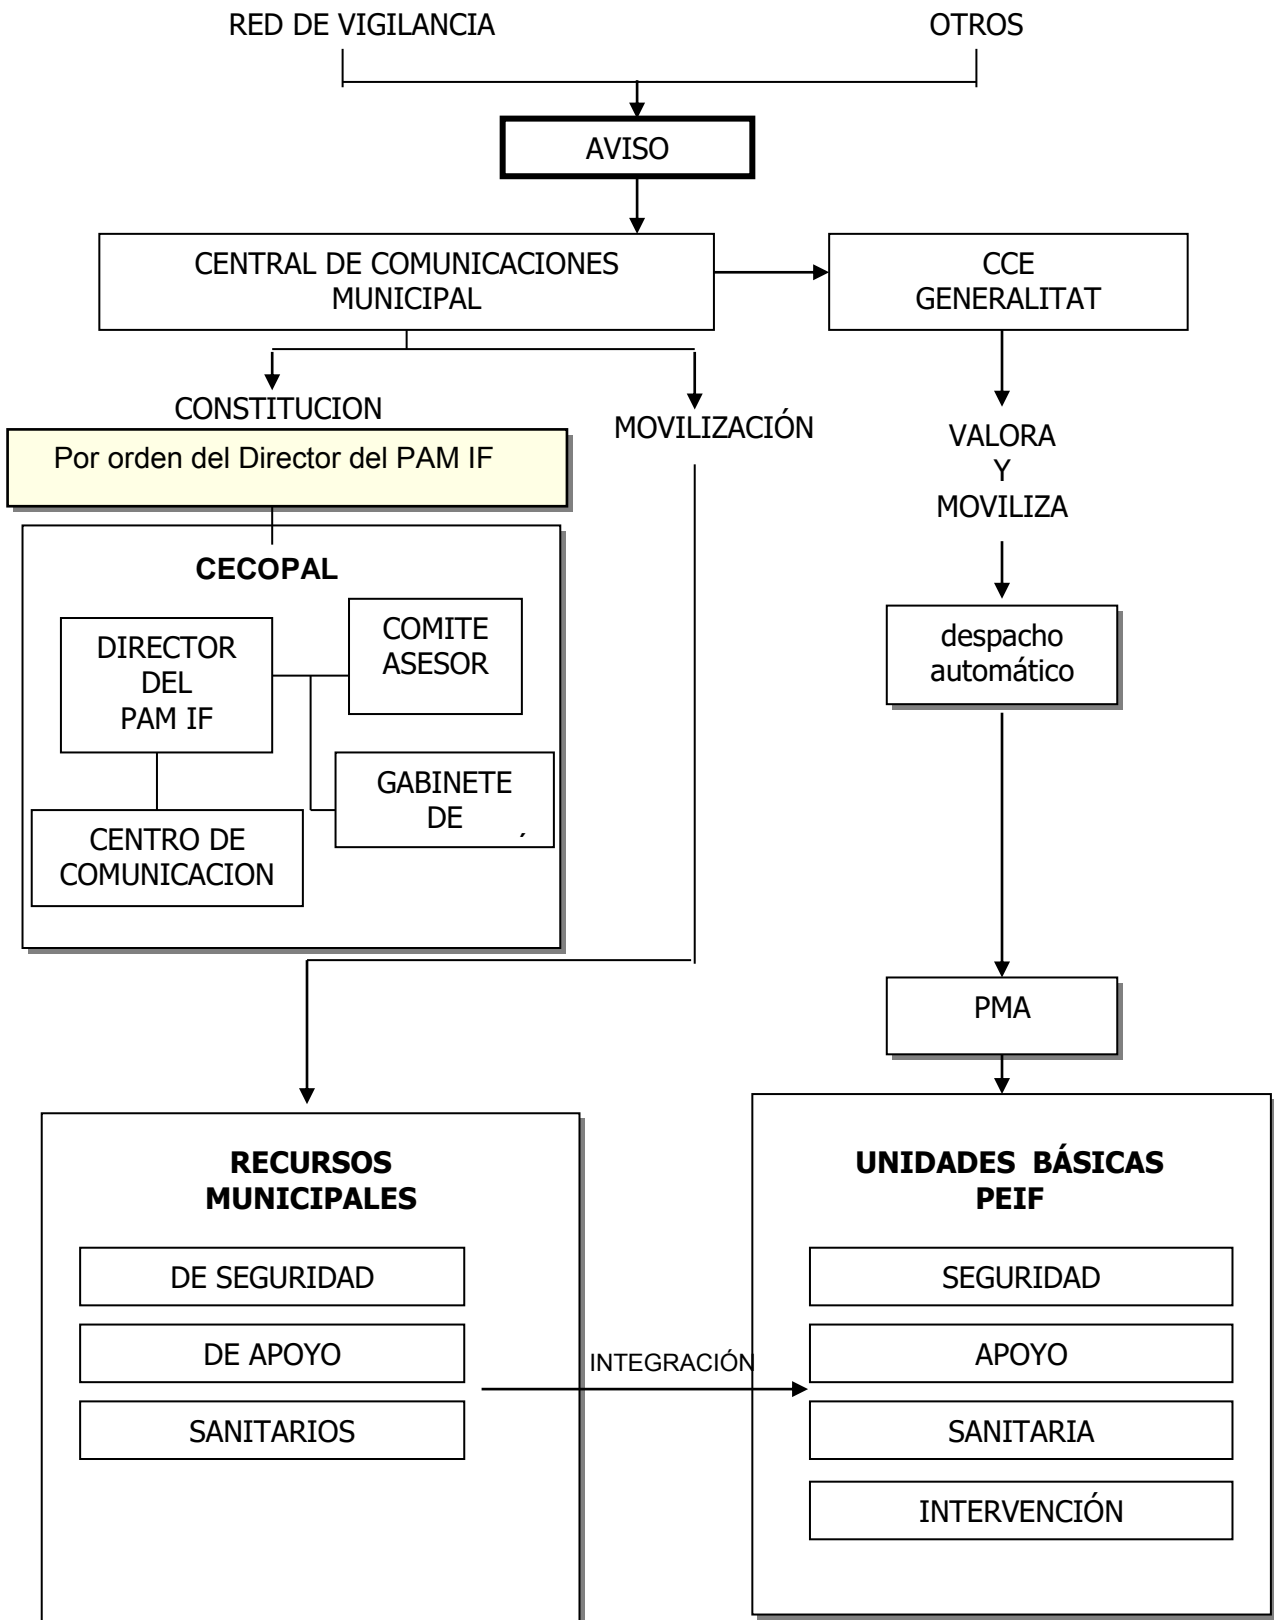 RED DE VIGILANCIA
OTROS
AVISO
CENTRAL DE COMUNICACIONES
MUNICIPAL
CCE
GENERALITAT
CONSTITUCION
MOVILIZACIÓN
Por orden del Director del PAM IF
VALORA
Y
MOVILIZA
CECOPAL
DIRECTOR
DEL
PAM IF
COMITE
ASESOR
GABINETE
DE
CENTRO DE
COMUNICACION
despacho
automático
PMA
RECURSOS
MUNICIPALES
DE SEGURIDAD
DE APOYO
SANITARIOS
INTEGRACIÓN
UNIDADES BÁSICAS
PEIF
SEGURIDAD
APOYO
SANITARIA
INTERVENCIÓN